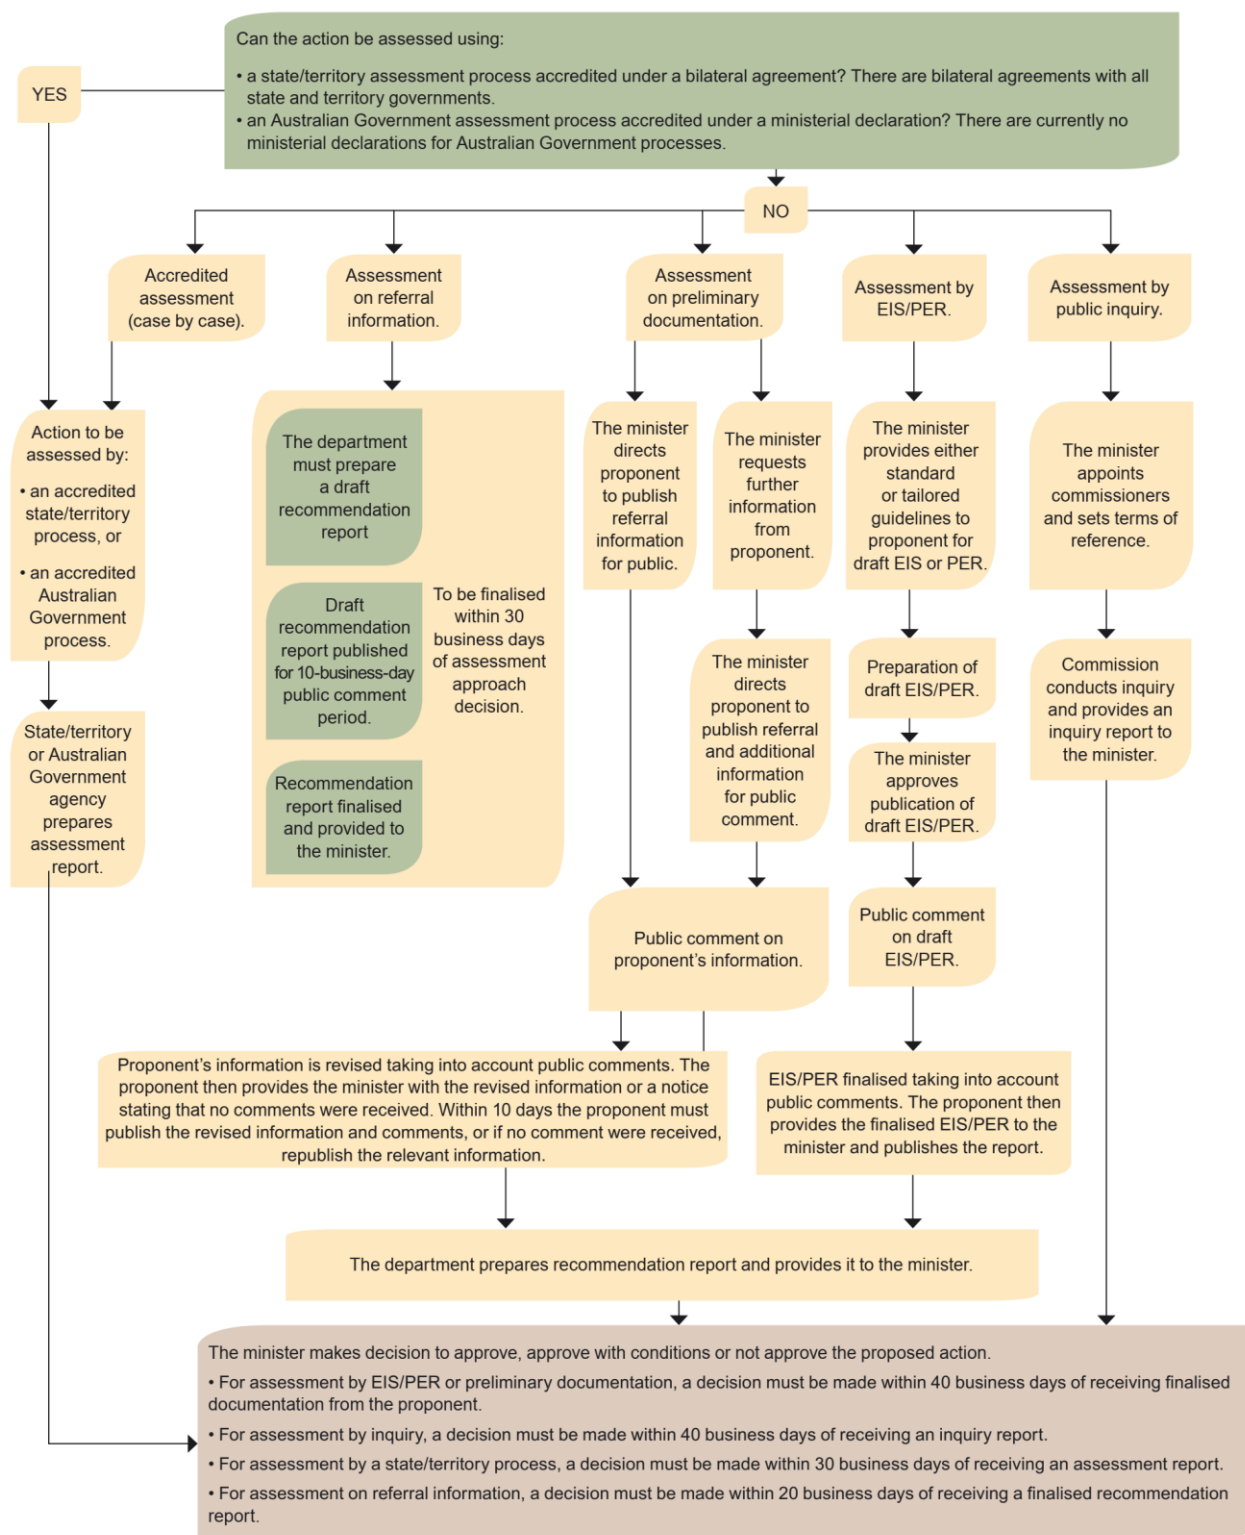 Can the action be assessed using:
• a state/territory assessment process accredited under a bilateral agreement? There are bilateral agreements with all
state and territory governments.
• an Australian Government assessment process accredited under a ministerial declaration? There are currently no
ministerial declarations for Australian Government processes.
YES
NO
Accredited
assessment
(case by case).
Assessment
on referral
information.
Assessment
on preliminary
documentation.
Assessment by
EIS/PER.
Assessment by
public inquiry.
Action to be
assessed by:
• an accredited
state/territory
process, or
• an accredited
Australian
Government
process.
State/territory
or Australian
Government
agency
prepares
assessment
report.
The department
must prepare
a draft
recommendation
report
Draft
recommendation
report published
for 10-business-day
public comment
period.
Recommendation
report finalised
and provided to
the minister.
To be finalised
within 30
business days
of assessment
approach
decision.
The minister
directs
proponent
to publish
referral
information
for public.
The minister
requests
further
information
from
proponent.
The minister
directs
proponent to
publish referral
and additional
information
for public
comment.
Public comment on
proponent's information.
The minister
provides either
standard
or tailored
guidelines to
proponent for
draft EIS or PER.
Preparation of
draft EIS/PER.
The minister
approves
publication of
draft EIS/PER.
Public comment
on draft
EIS/PER.
The minister
appoints
commissioners
and sets terms of
reference.
Commission
conducts inquiry
and provides an
inquiry report to
the minister.
Proponent's information is revised taking into account public comments. The
proponent then provides the minister with the revised information or a notice
stating that no comments were received. Within 10 days the proponent must
publish the revised information and comments, or if no comment were received,
republish the relevant information.
EIS/PER finalised taking into account
public comments. The proponent then
provides the finalised EIS/PER to the
minister and publishes the report.
The department prepares recommendation report and provides it to the minister.
The minister makes decision to approve, approve with conditions or not approve the proposed action.
• For assessment by EIS/PER or preliminary documentation, a decision must be made within 40 business days of receiving finalised
documentation from the proponent.
• For assessment by inquiry, a decision must be made within 40 business days of receiving an inquiry report.
• For assessment by a state/territory process, a decision must be made within 30 business days of receiving an assessment report.
• For assessment on referral information, a decision must be made within 20 business days of receiving a finalised recommendation
report.